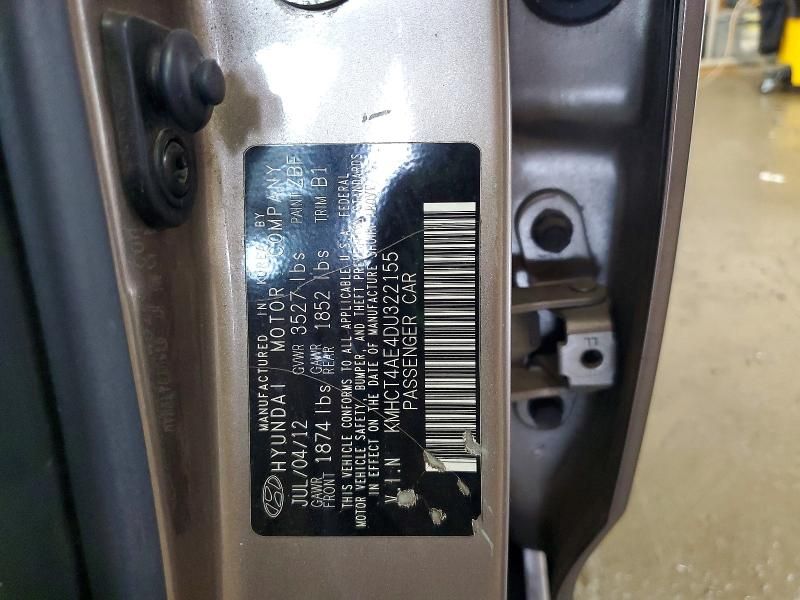 MANUFACTURED IN KOREA BY
HYUNDAI MOTOR COMPANY
JUL/04/12 GVWR 3527 lbs PAINT ZBF
GAWR FRONT 1874 lbs GAWR REAR 1852 lbs TRIM B1
THIS VEHICLE CONFORMS TO ALL APPLICABLE U.S.A. FEDERAL
MOTOR VEHICLE SAFETY, BUMPER, AND THEFT PREVENTION STANDARDS
IN EFFECT ON THE DATE OF MANUFACTURE SHOWN ABOVE
V.I.N KMHCT4AE4DU322155
PASSENGER CAR